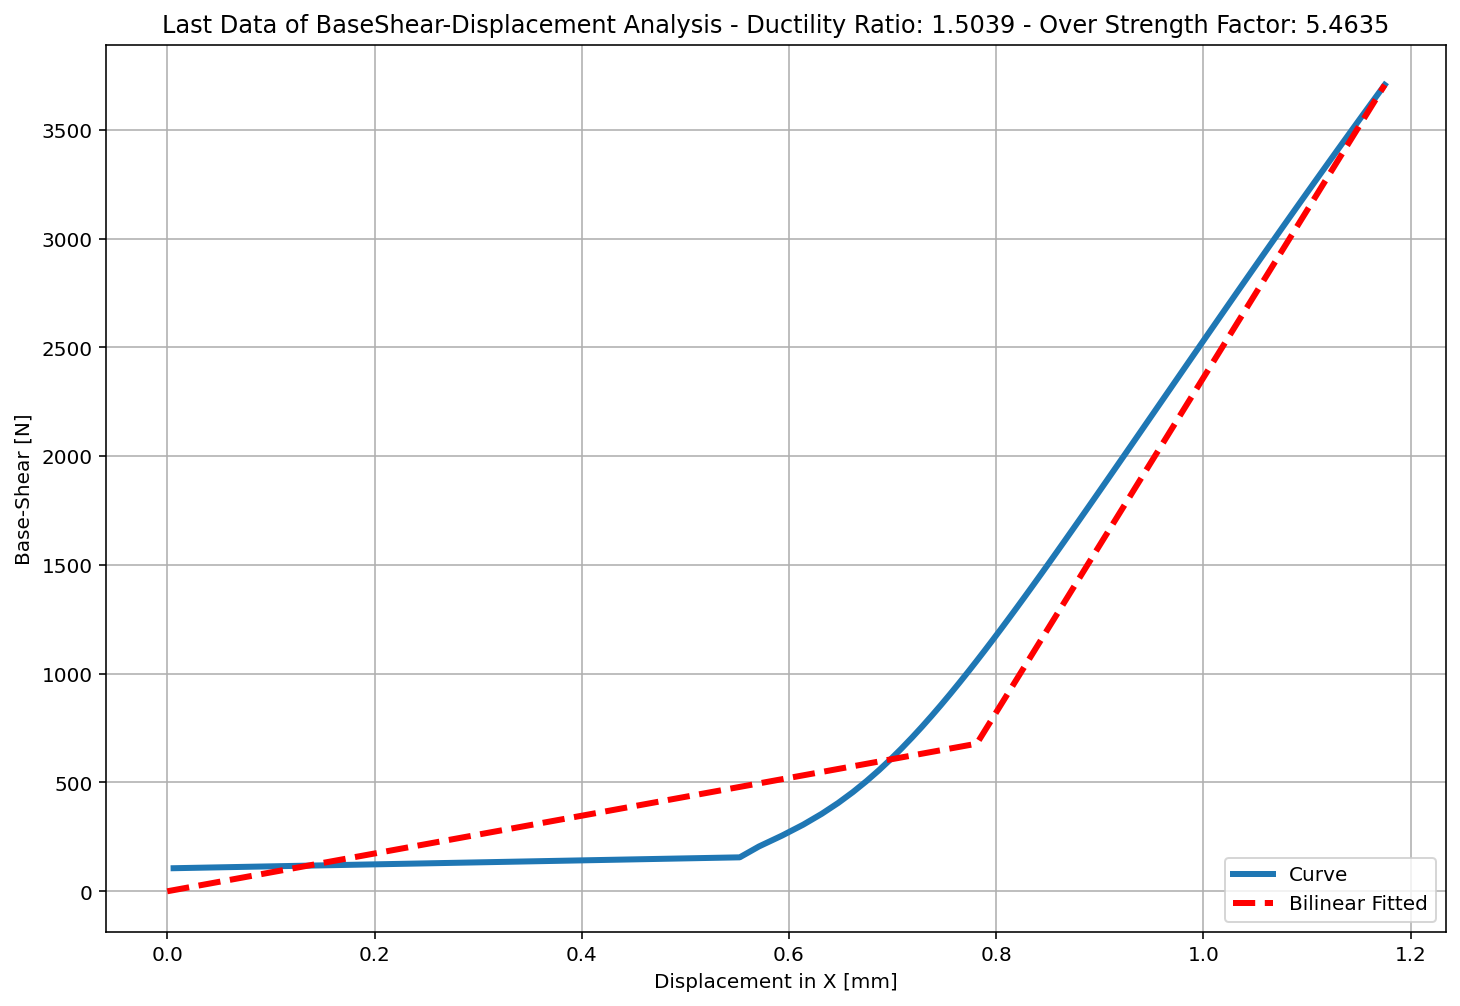 Last Data of BaseShear-Displacement Analysis - Ductility Ratio: 1.5039 - Over Strength Factor: 5.4635
3500
3000
2500
2000
1500
1000
500
0
Base-Shear [N]
Curve
Bilinear Fitted
0.0 0.2 0.4 0.6 0.8 1.0 1.2
Displacement in X [mm]